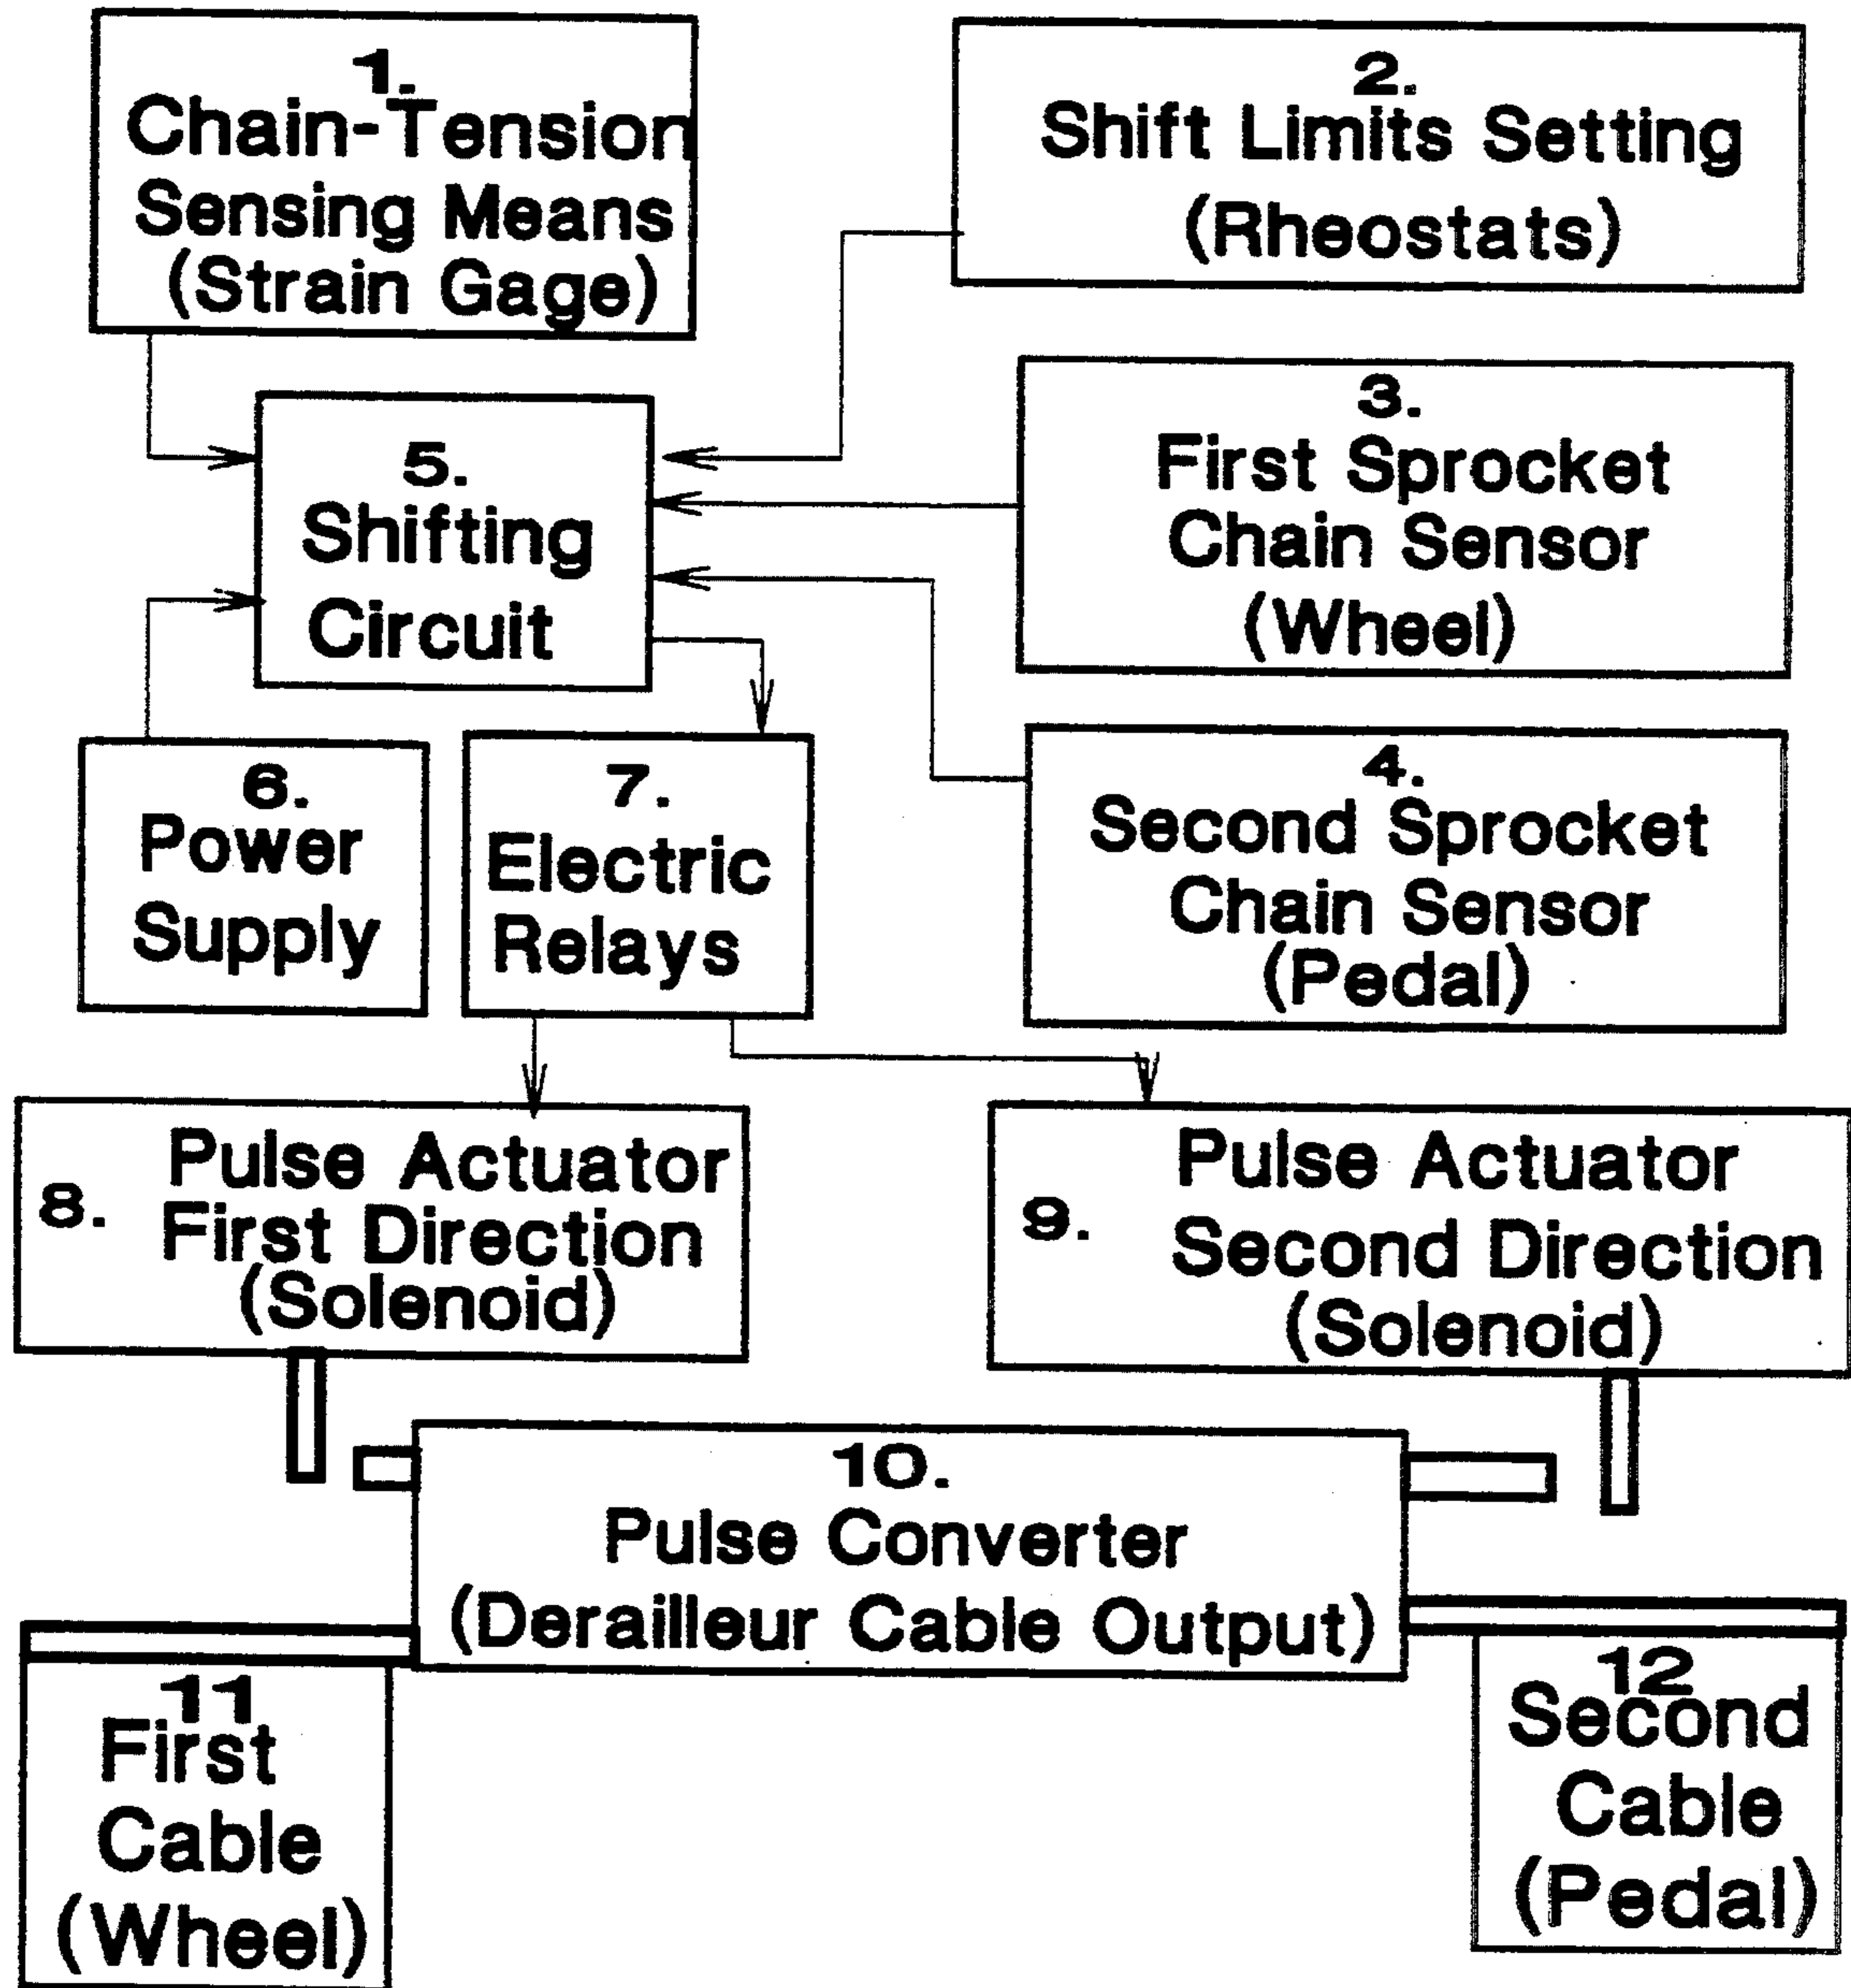 1.
Chain-Tension
Sensing Means
(Strain Gage)
2.
Shift Limits Setting
(Rheostats)
3.
First Sprocket
Chain Sensor
(Wheel)
4.
Second Sprocket
Chain Sensor
(Pedal)
5.
Shifting
Circuit
6.
Power
Supply
7.
Electric
Relays
8.
Pulse Actuator
First Direction
(Solenoid)
9.
Pulse Actuator
Second Direction
(Solenoid)
10.
Pulse Converter
(Derailleur Cable Output)
11
First
Cable
(Wheel)
12
Second
Cable
(Pedal)